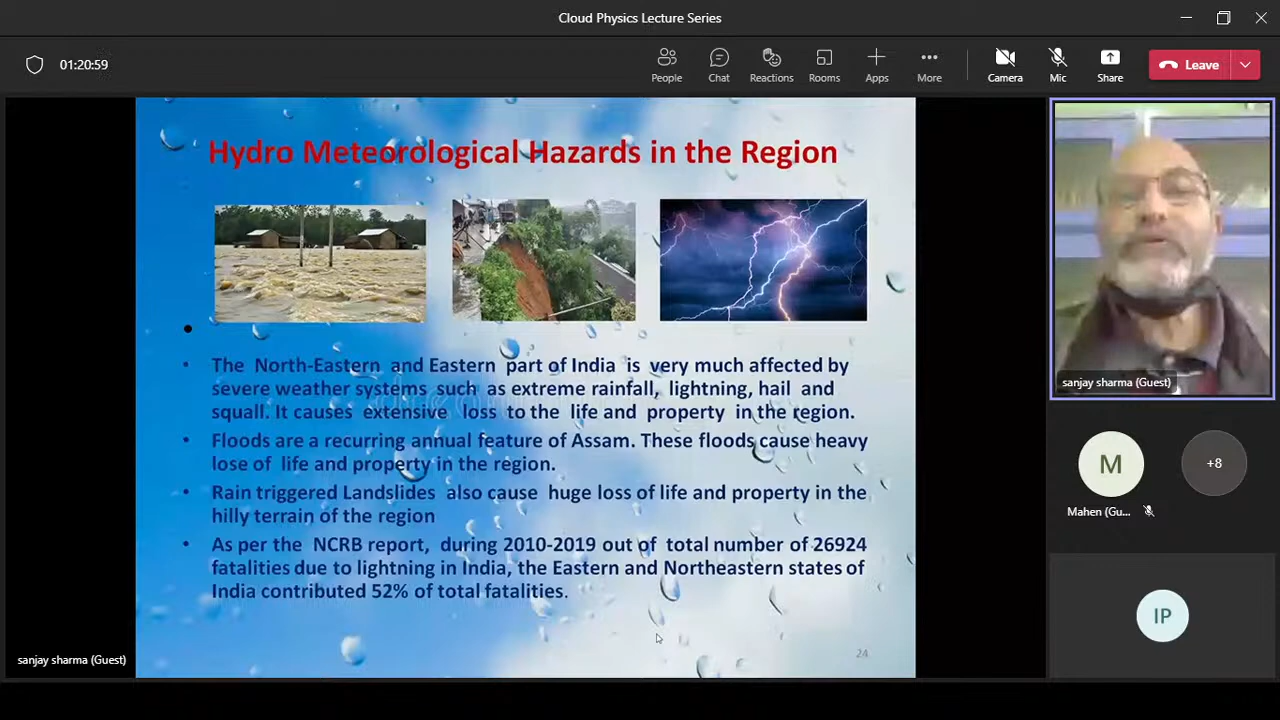 Cloud Physics Lecture Series
01:20:59
People
Chat
Reactions
Rooms
Apps
More
Camera
Mic
Share
Leave
Hydro Meteorological Hazards in the Region
The North-Eastern and Eastern part of India is very much affected by
severe weather systems such as extreme rainfall, lightning, hail and
squall. It causes extensive loss to the life and property in the region.
Floods are a recurring annual feature of Assam. These floods cause heavy
lose of life and property in the region.
Rain triggered Landslides also cause huge loss of life and property in the
hilly terrain of the region
As per the NCRB report, during 2010-2019 out of total number of 26924
fatalities due to lightning in India, the Eastern and Northeastern states of
India contributed 52% of total fatalities.
24
sanjay sharma (Guest)
sanjay sharma (Guest)
M
+8
Mahen (Gu...
IP